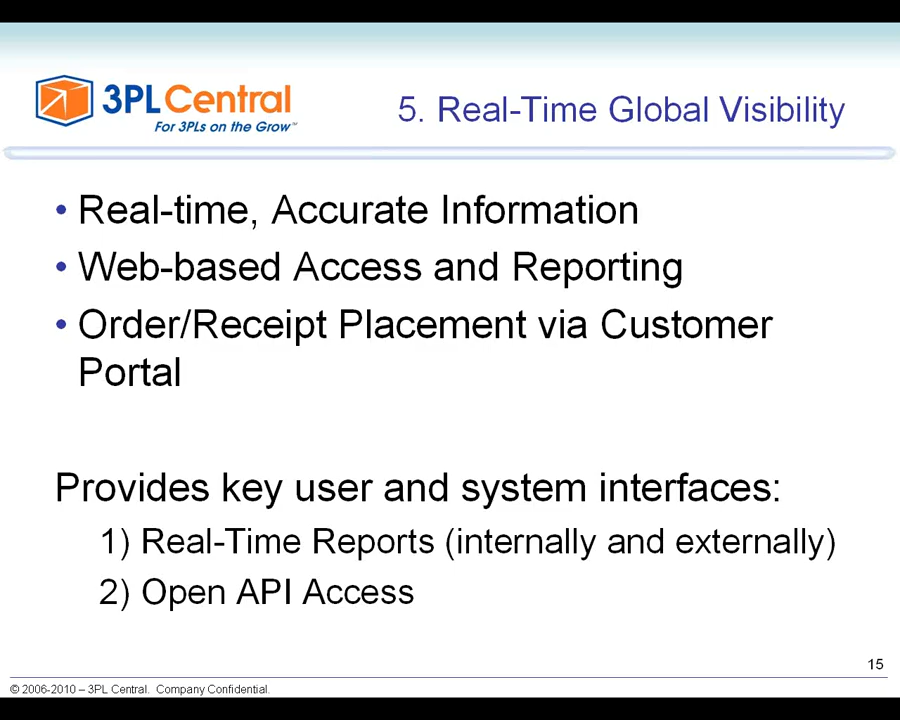 3PL Central
For 3PLs on the Grow™
5. Real-Time Global Visibility
• Real-time, Accurate Information
• Web-based Access and Reporting
• Order/Receipt Placement via Customer
Portal
Provides key user and system interfaces:
1) Real-Time Reports (internally and externally)
2) Open API Access
15
© 2006-2010 – 3PL Central. Company Confidential.